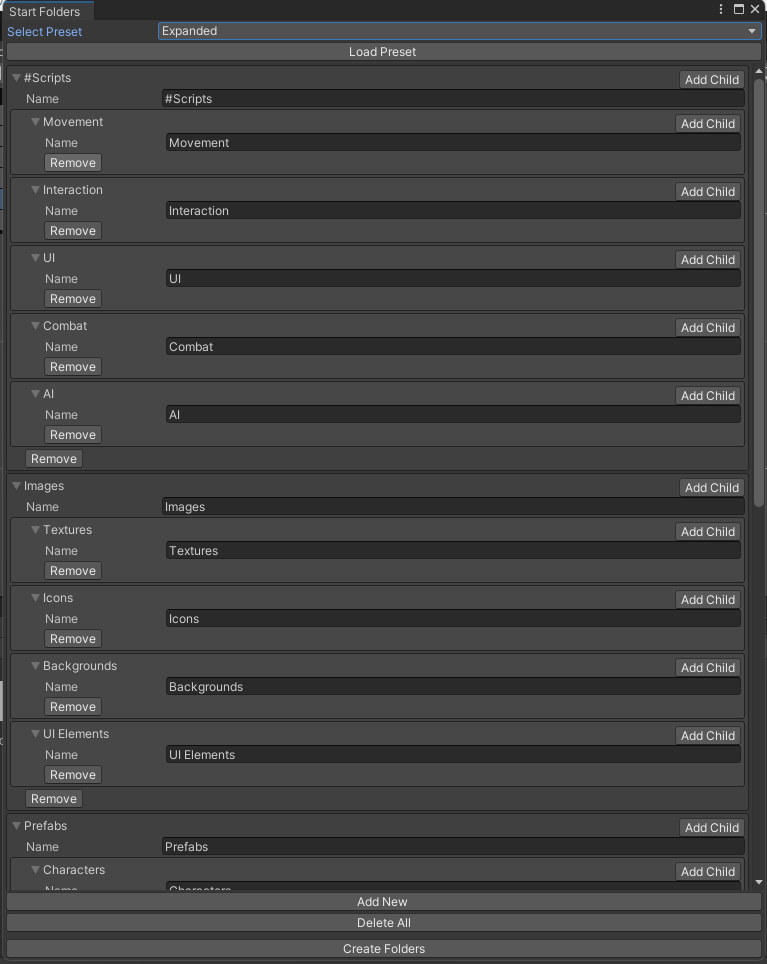 Start Folders
Select Preset Expanded
Load Preset
#Scripts Add Child
Name #Scripts
Movement Add Child
Name Movement
Remove
Interaction Add Child
Name Interaction
Remove
UI Add Child
Name UI
Remove
Combat Add Child
Name Combat
Remove
AI Add Child
Name AI
Remove
Remove
Images Add Child
Name Images
Textures Add Child
Name Textures
Remove
Icons Add Child
Name Icons
Remove
Backgrounds Add Child
Name Backgrounds
Remove
UI Elements Add Child
Name UI Elements
Remove
Remove
Prefabs Add Child
Name Prefabs
Characters Add Child
Name Characters
Add New
Delete All
Create Folders